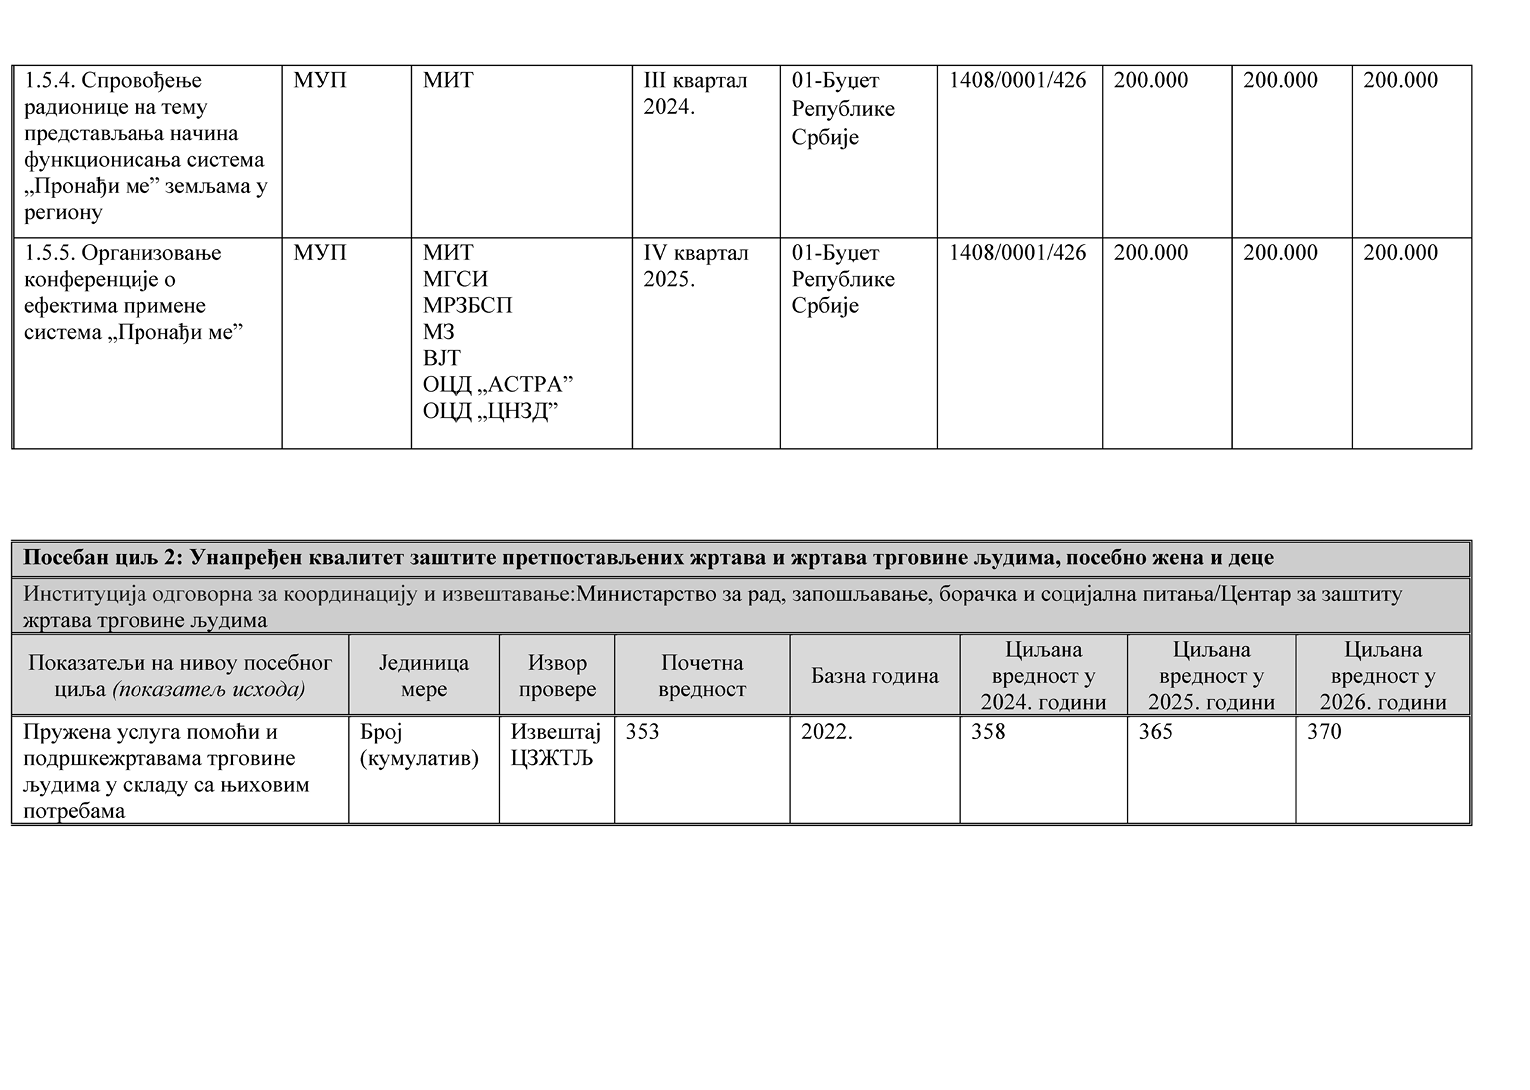 1.5.4. Спровођење
радионице на тему
представљања начина
функционисања система
„Пронађи ме” земљама у
региону
МУП
МИТ
III квартал
2024.
01-Буџет
Републике
Србије
1408/0001/426
200.000
200.000
200.000
1.5.5. Организовање
конференције о
ефектима примене
система „Пронађи ме”
МУП
МИТ
МГСИ
МРЗБСП
МЗ
ВЈТ
ОЦД „АСТРА”
ОЦД „ЦНЗД”
IV квартал
2025.
01-Буџет
Републике
Србије
1408/0001/426
200.000
200.000
200.000
Посебан циљ 2: Унапређен квалитет заштите претпостављених жртава и жртава трговине људима, посебно жена и деце
Институција одговорна за координацију и извештавање:Министарство за рад, запошљавање, борачка и социјална питања/Центар за заштиту
жртава трговине људима
Показатељи на нивоу посебног
циља (показатељ исхода)
Јединица
мере
Извор
провере
Почетна
вредност
Базна година
Циљана
вредност у
2024. години
Циљана
вредност у
2025. години
Циљана
вредност у
2026. години
Пружена услуга помоћи и
подршкежртавама трговине
људима у складу са њиховим
потребама
Број
(кумулатив)
Извештај
ЦЗЖТЉ
353
2022.
358
365
370